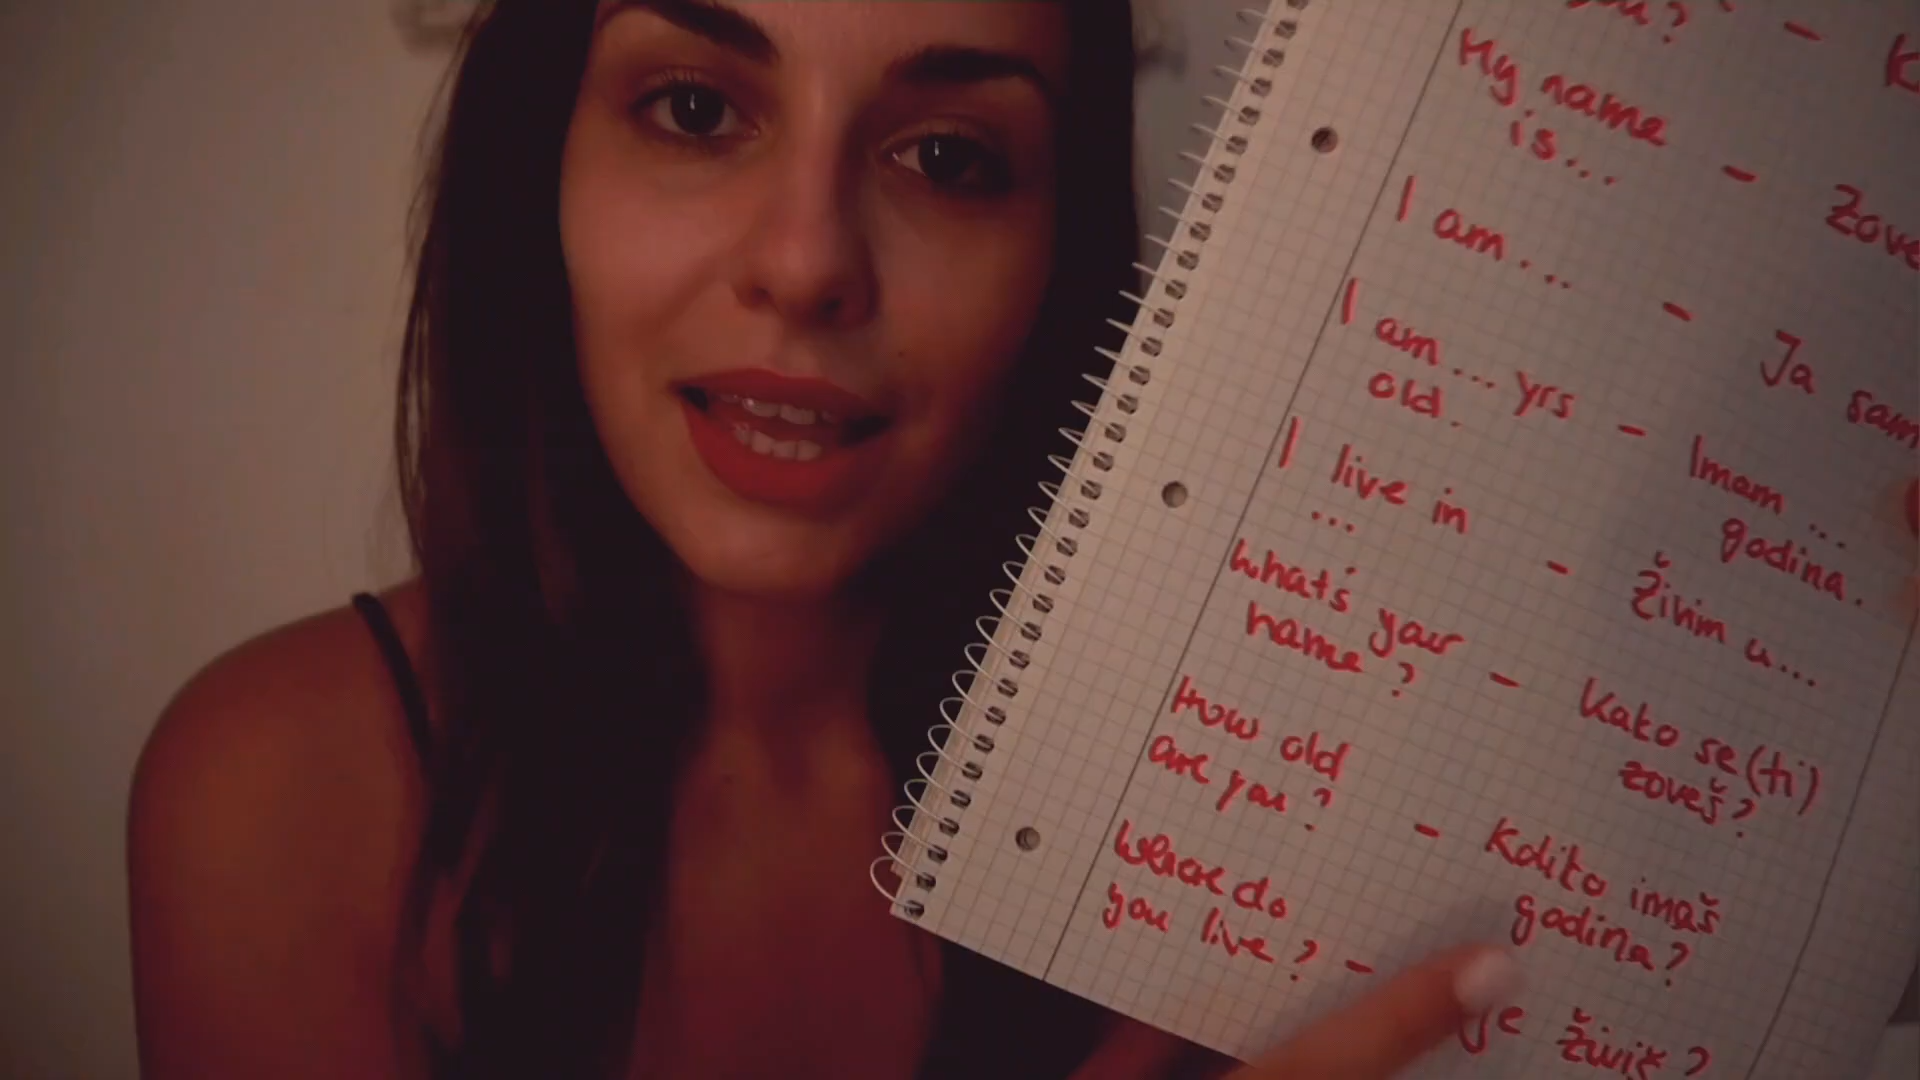 My name - Zove
is...
I am... - Ja sam
I am... yrs - Imam...
old. godina.
I live in - Živim u...
...
What's your - Kako se (ti)
name? zoveš?
How old - Koliko imaš
are you? godina?
Where do
you live? - je živiš?